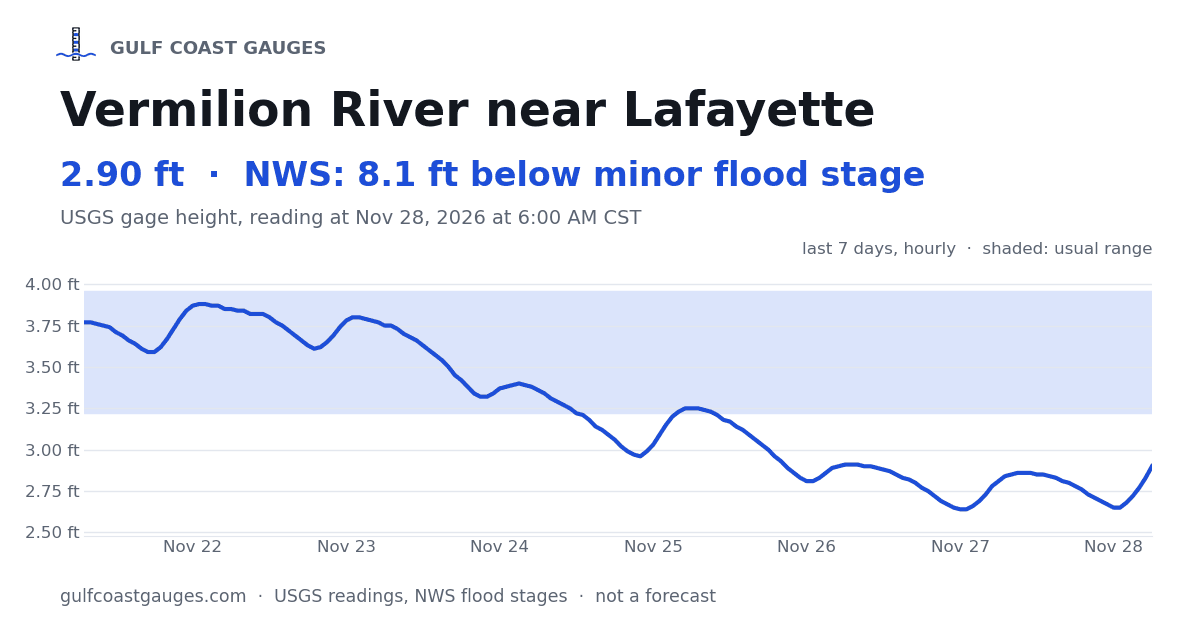 GULF COAST GAUGES
Vermilion River near Lafayette
2.90 ft · NWS: 8.1 ft below minor flood stage
USGS gage height, reading at Nov 28, 2026 at 6:00 AM CST
last 7 days, hourly · shaded: usual range
4.00 ft
3.75 ft
3.50 ft
3.25 ft
3.00 ft
2.75 ft
2.50 ft
Nov 22 Nov 23 Nov 24 Nov 25 Nov 26 Nov 27 Nov 28
gulfcoastgauges.com · USGS readings, NWS flood stages · not a forecast